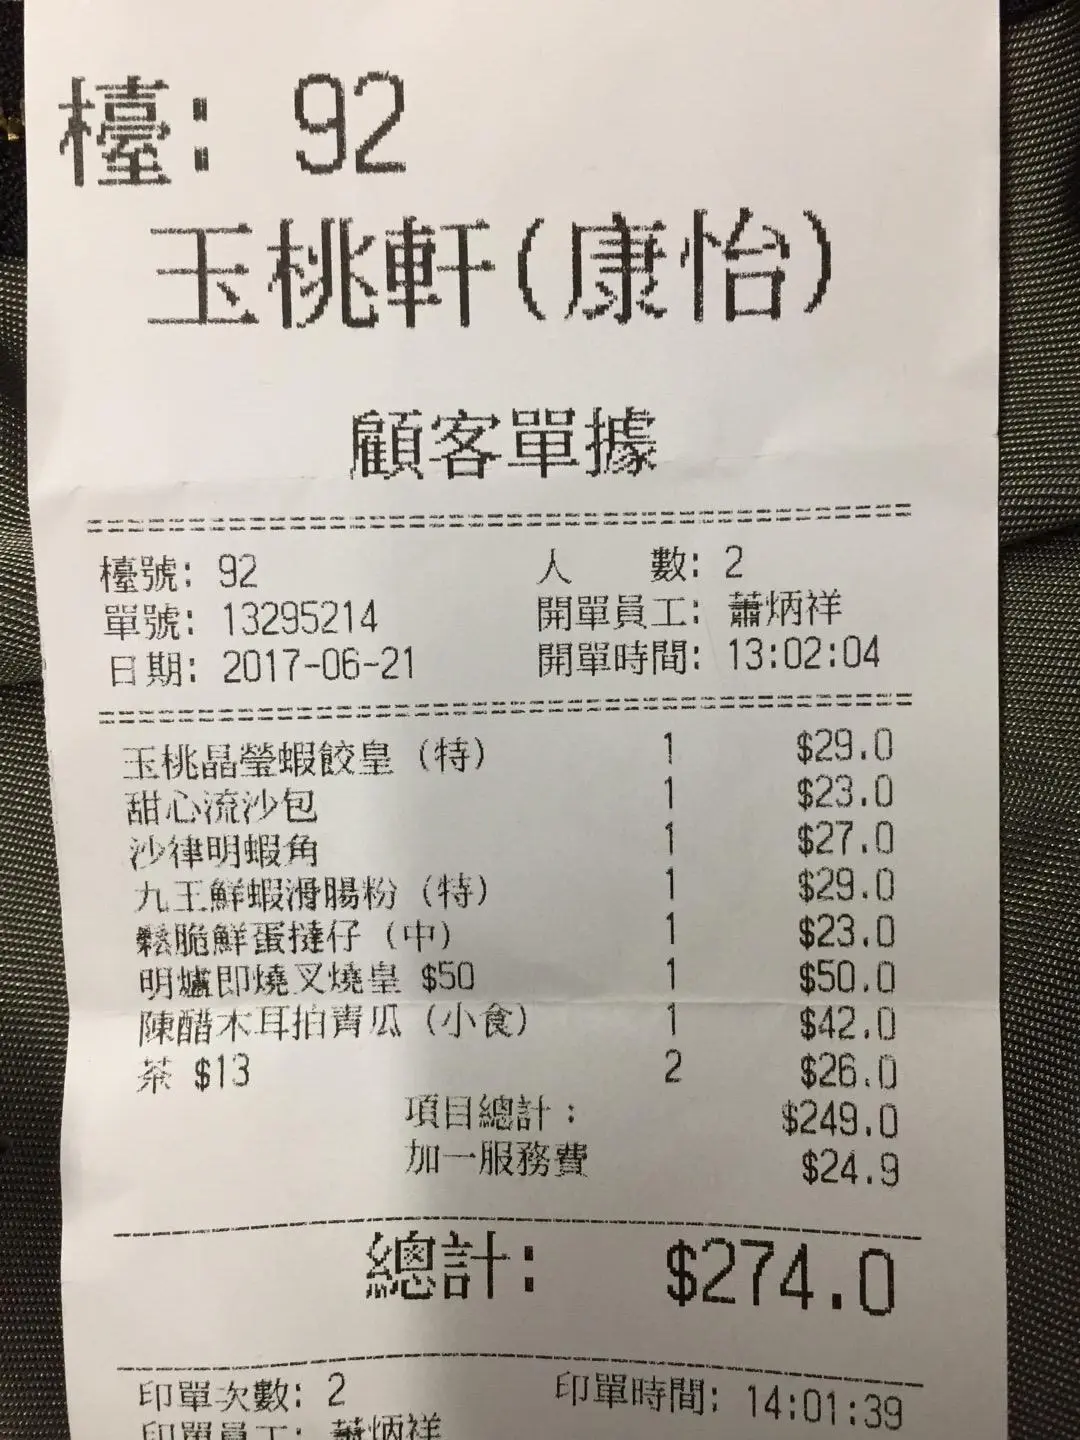 檯: 92
玉桃軒(康怡)
顧客單據
檯號: 92 人 數: 2
單號: 13295214 開單員工: 蕭炳祥
日期: 2017-06-21 開單時間: 13:02:04
玉桃晶瑩蝦餃皇 (特) 1 $29.0
甜心流沙包 1 $23.0
沙律明蝦角 1 $27.0
九王鮮蝦滑腸粉 (特) 1 $29.0
鬆脆鮮蛋撻仔 (中) 1 $23.0
明爐即燒叉燒皇 $50 1 $50.0
陳醋木耳拍青瓜 (小食) 1 $42.0
茶 $13 2 $26.0
項目總計: $249.0
加一服務費 $24.9
總計: $274.0
印單次數: 2 印單時間: 14:01:39
印單員工: 蕭炳祥